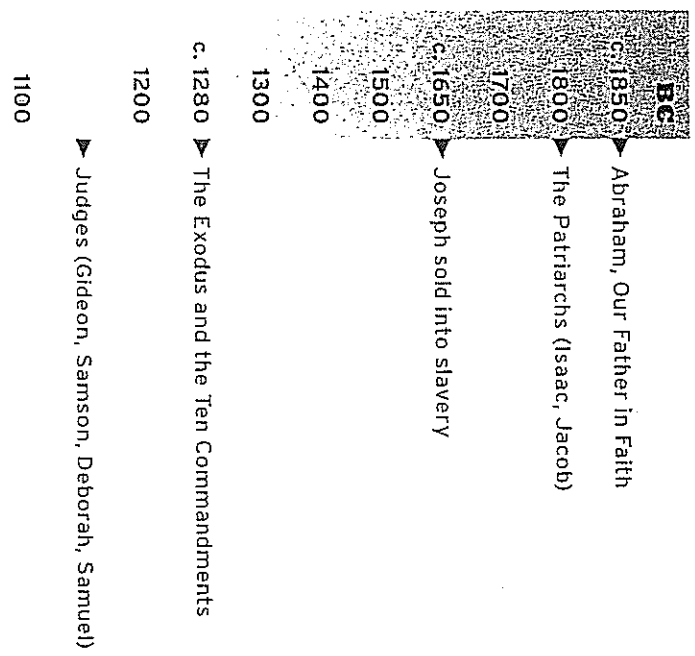 BC
c. 1850 Abraham, Our Father in Faith
1800 The Patriarchs (Isaac, Jacob)
1700
c. 1650 Joseph sold into slavery
1500
1400
1300
c. 1280 The Exodus and the Ten Commandments
1200
Judges (Gideon, Samson, Deborah, Samuel)
1100